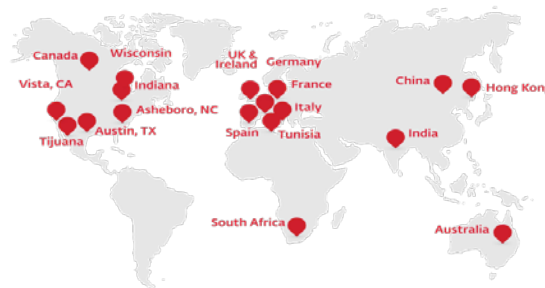 Canada
Wisconsin
Vista, CA
Indiana
Asheboro, NC
Austin, TX
Tijuana
UK &
Ireland
Germany
France
Italy
Spain
Tunisia
China
Hong Kon
India
South Africa
Australia